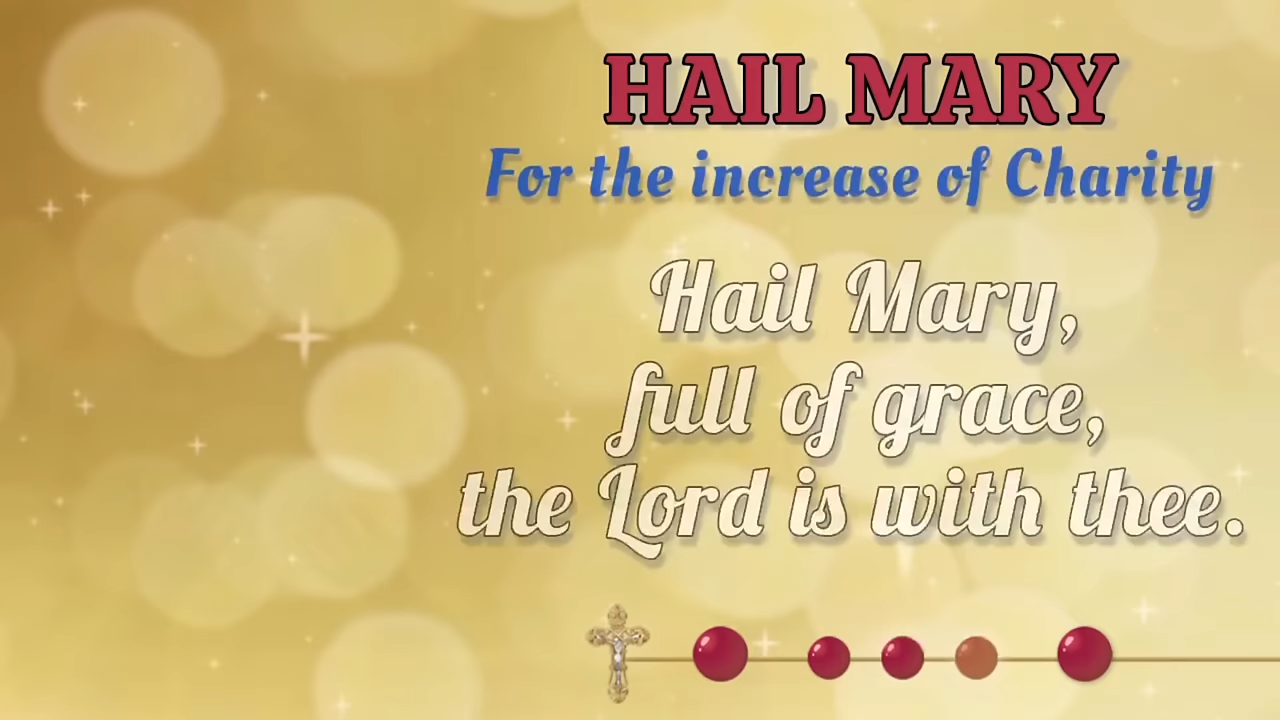 HAIL MARY
For the increase of Charity
Hail Mary,
full of grace,
the Lord is with thee.